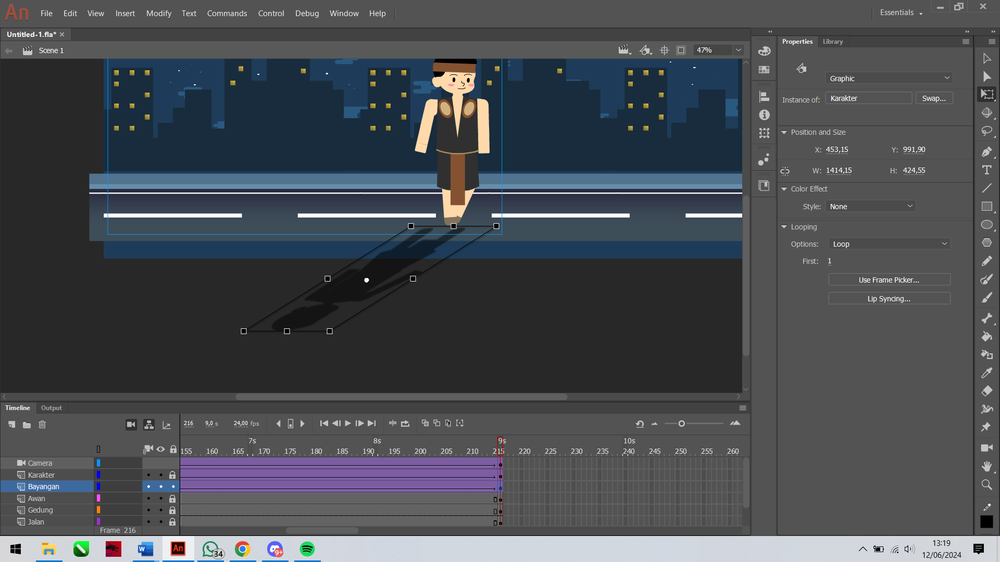 An File Edit View Insert Modify Text Commands Control Debug Window Help Essentials
Untitled-1.fla*
Scene 1 47%
Properties Library
Graphic
Instance of: Karakter Swap...
Position and Size
X: 453,15 Y: 991,90
W: 1414,15 H: 424,55
Color Effect
Style: None
Looping
Options: Loop
First: 1
Use Frame Picker...
Lip Syncing...
Timeline Output
216 9,0 s 24,00 fps
7s 8s 9s 10s
155 160 165 170 175 180 185 190 195 200 205 210 215 220 225 230 235 240 245 250 255 260
Camera
Karakter
Bayangan
Awan
Gedung
Jalan
Frame 216
An 34 9+
13:19
12/06/2024